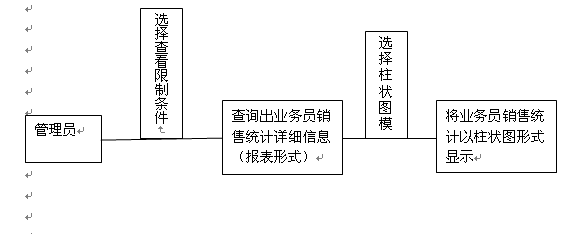 管理员
选择查看限制条件
查询出业务员销
售统计详细信息
（报表形式）
选择柱状图模
将业务员销售统
计以柱状图形式
显示